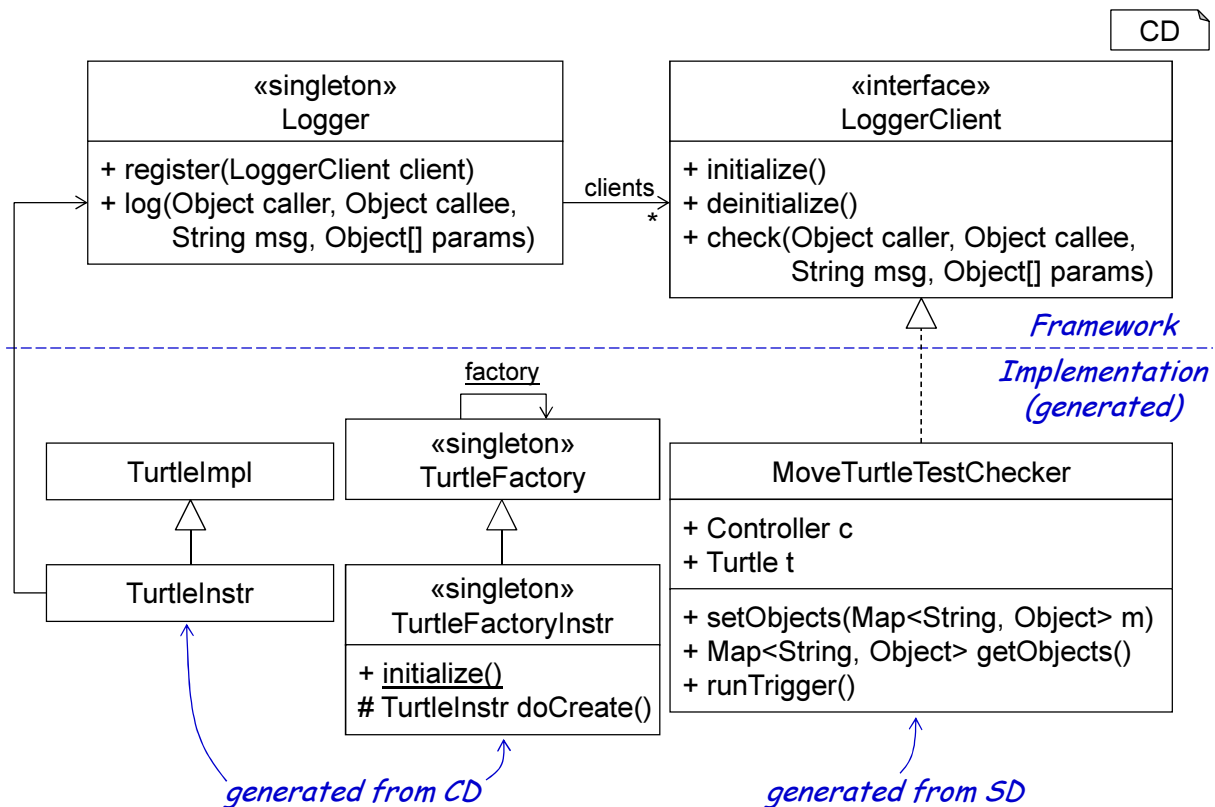 CD
«singleton»
Logger
+ register(LoggerClient client)
+ log(Object caller, Object callee,
String msg, Object[] params)
clients
*
«interface»
LoggerClient
+ initialize()
+ deinitialize()
+ check(Object caller, Object callee,
String msg, Object[] params)
Framework
Implementation
(generated)
factory
TurtleImpl
«singleton»
TurtleFactory
TurtleInstr
«singleton»
TurtleFactoryInstr
+ initialize()
# TurtleInstr doCreate()
MoveTurtleTestChecker
+ Controller c
+ Turtle t
+ setObjects(Map<String, Object> m)
+ Map<String, Object> getObjects()
+ runTrigger()
generated from CD
generated from SD